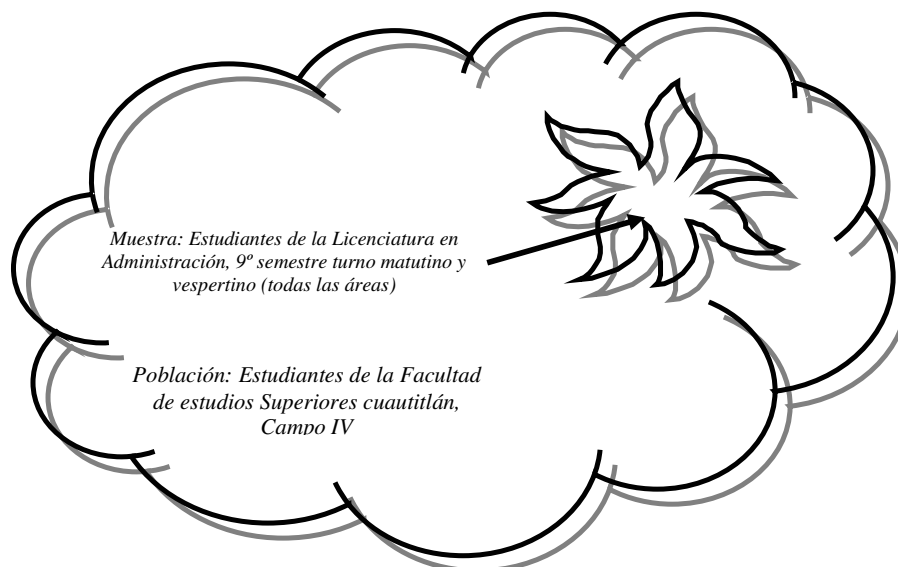 Muestra: Estudiantes de la Licenciatura en
Administración, 9º semestre turno matutino y
vespertino (todas las áreas)
Población: Estudiantes de la Facultad
de estudios Superiores cuautitlán,
Campo IV